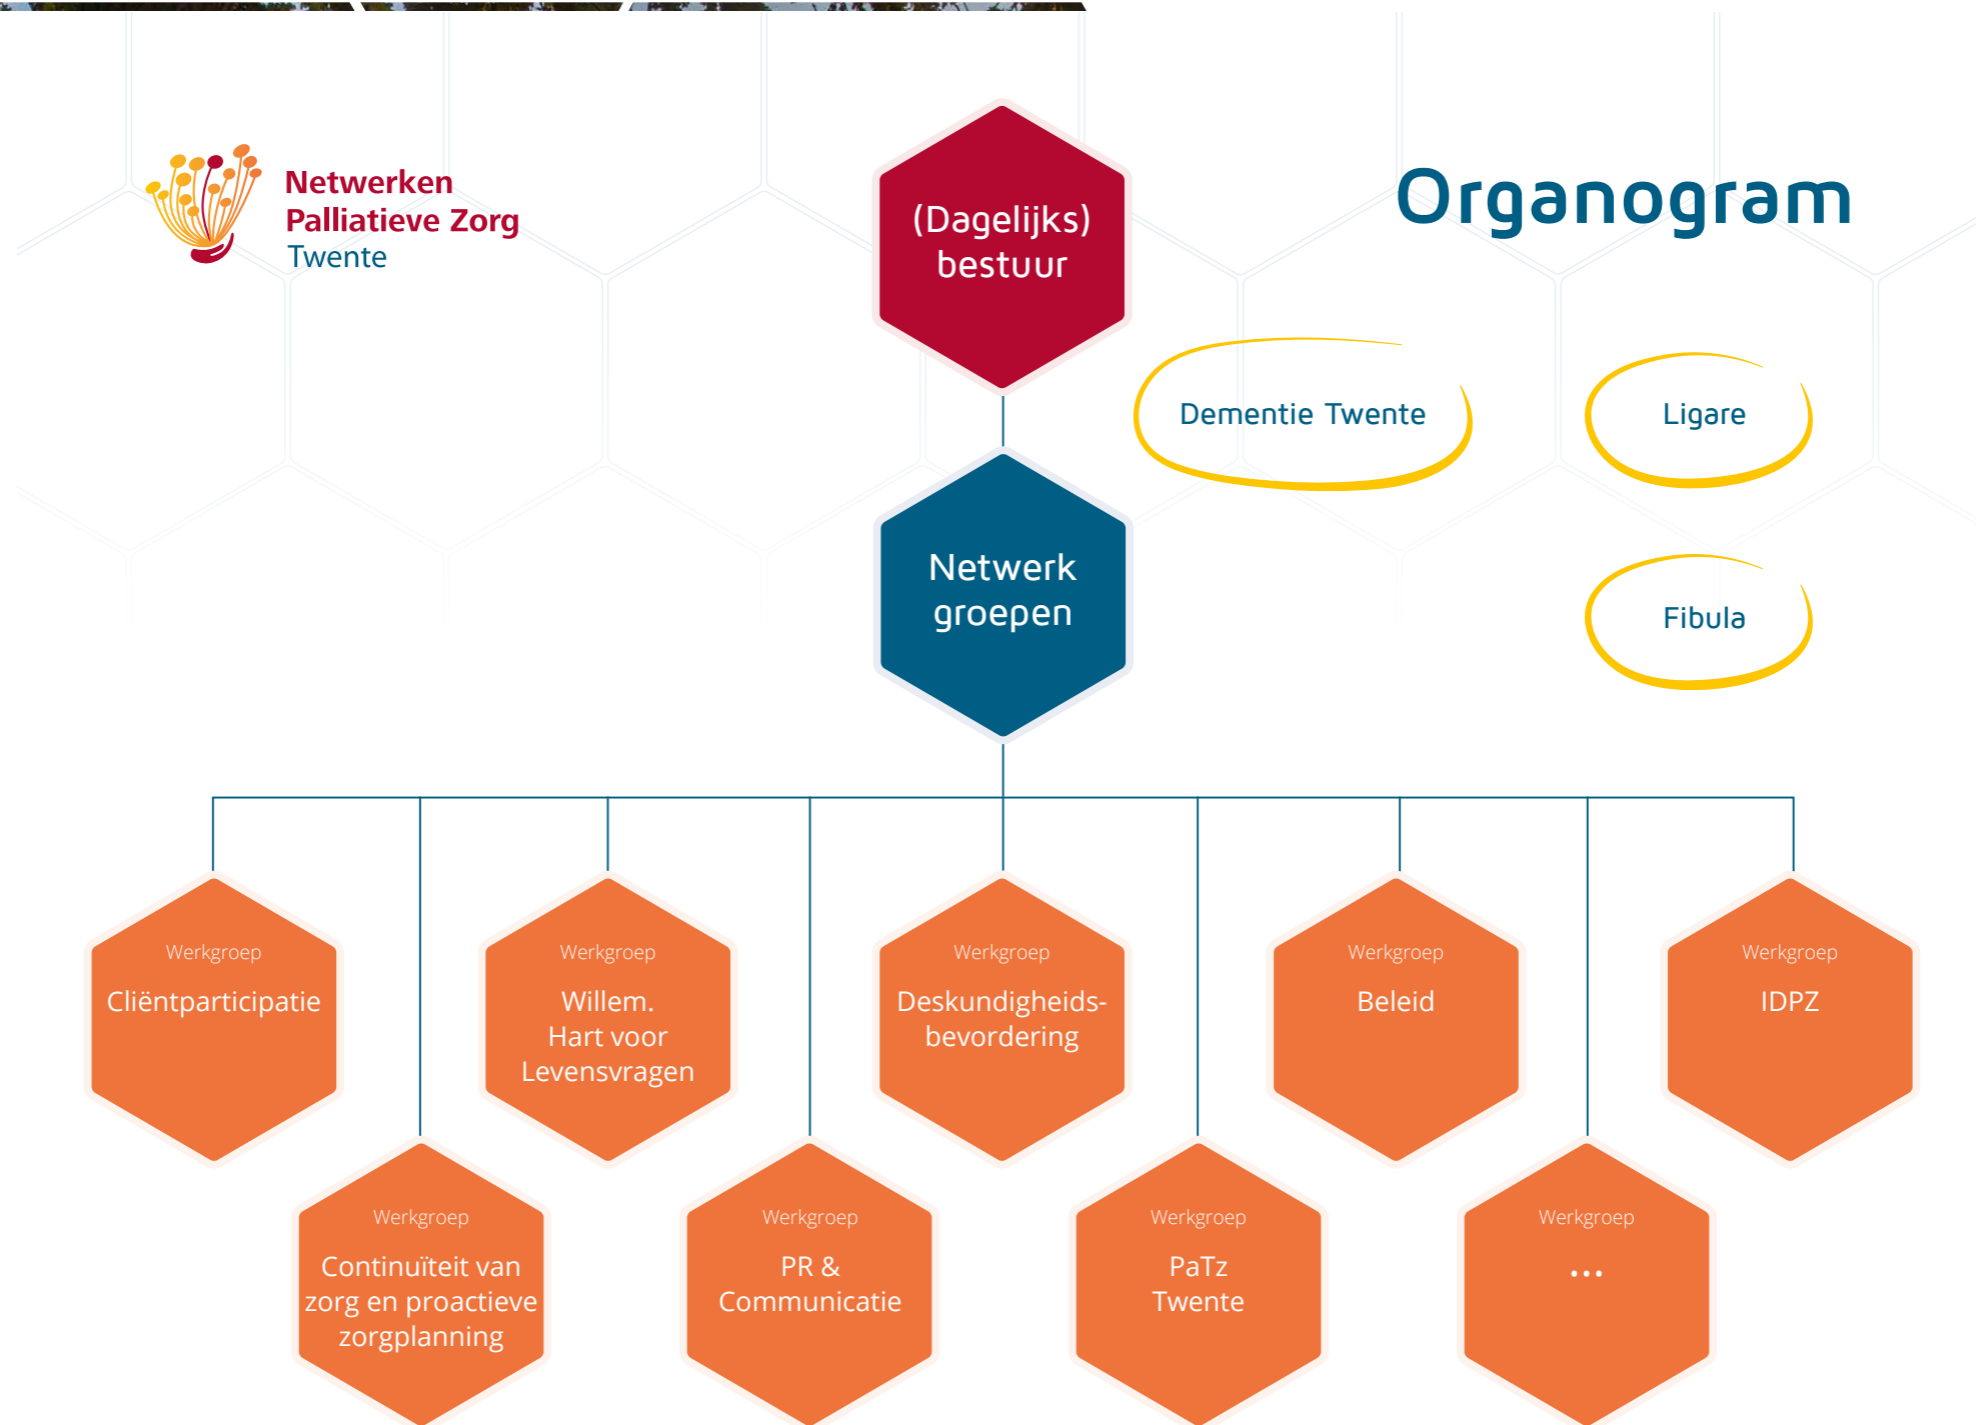 Netwerken
Palliatieve Zorg
Twente
(Dagelijks)
bestuur
Organogram
Dementie Twente
Ligare
Netwerk
groepen
Fibula
Werkgroep
Cliëntparticipatie
Werkgroep
Willem.
Hart voor
Levensvragen
Werkgroep
Deskundigheids-
bevordering
Werkgroep
Beleid
Werkgroep
IDPZ
Werkgroep
Continuïteit van
zorg en proactieve
zorgplanning
Werkgroep
PR &
Communicatie
Werkgroep
PaTz
Twente
Werkgroep
...